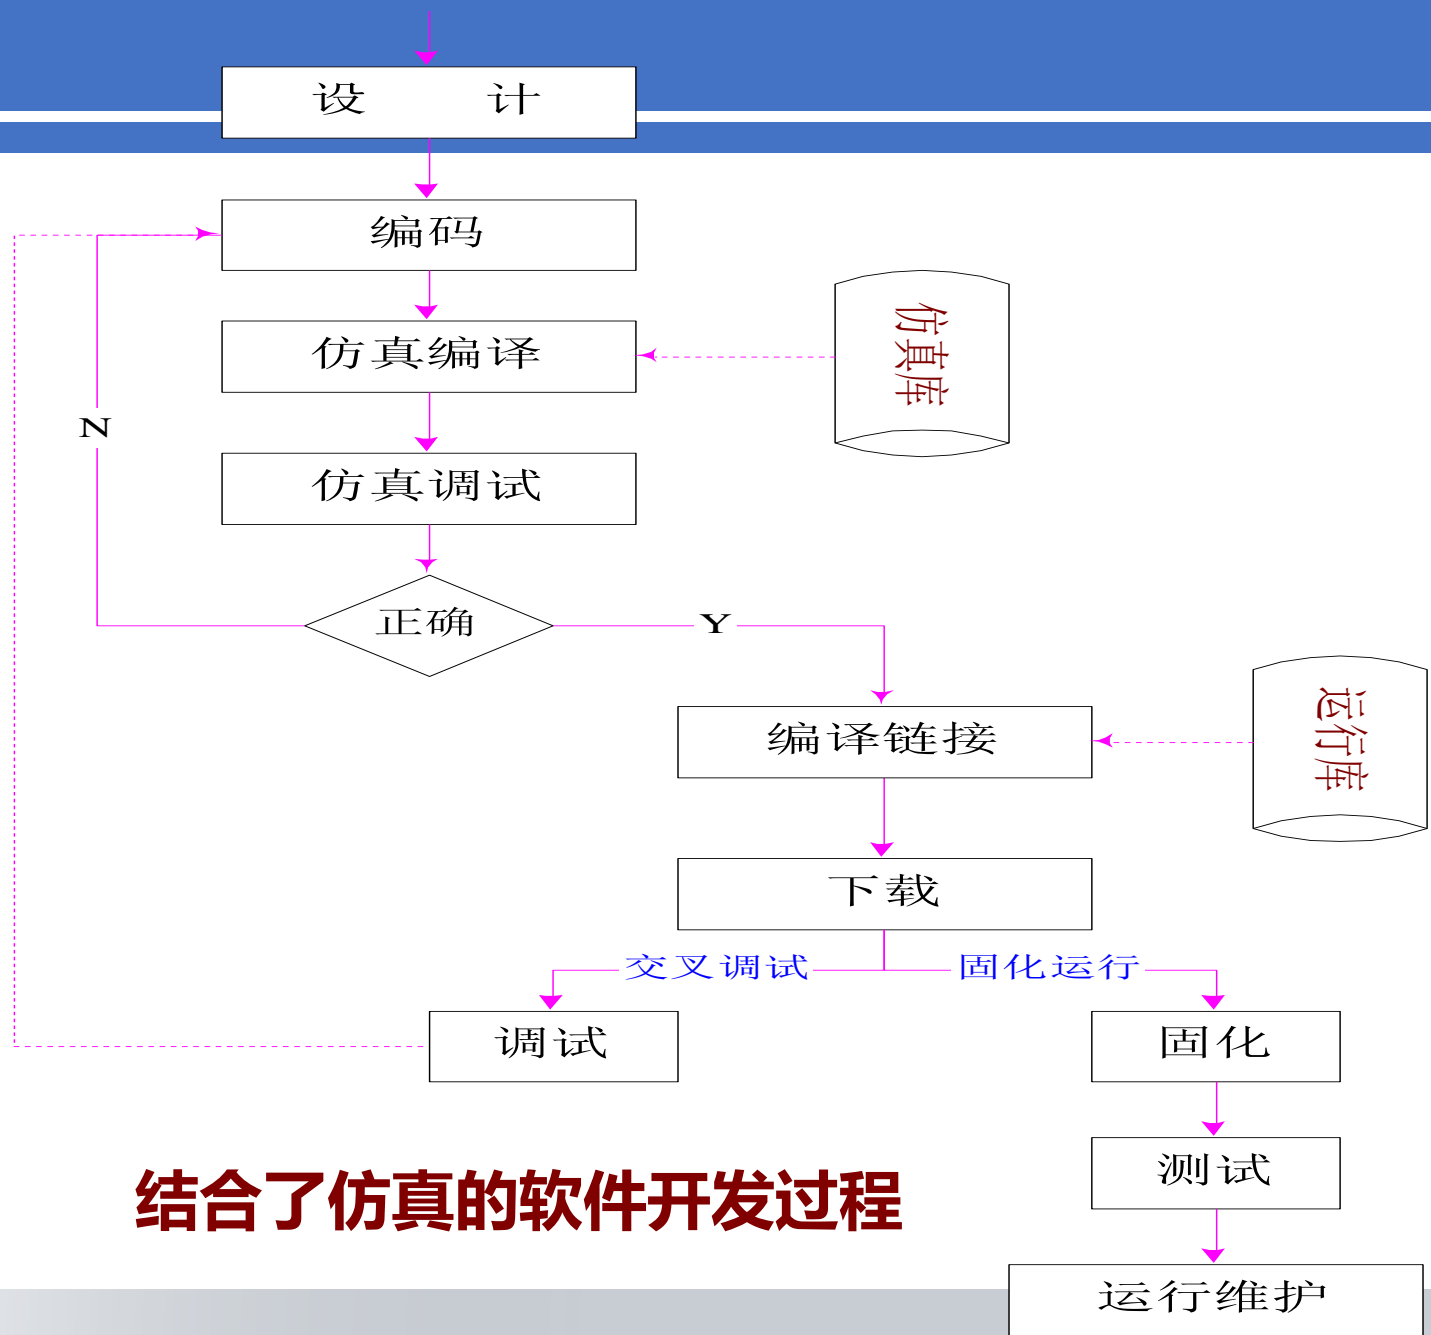 设 计
编码
仿真编译
仿真库
仿真调试
N
正确
Y
编译链接
运行库
下载
交叉调试
固化运行
调试
固化
测试
结合了仿真的软件开发过程
运行维护